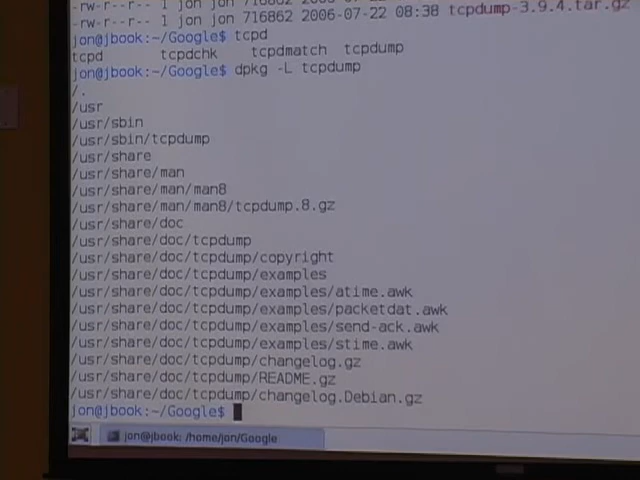 -rw-r--r-- 1 jon jon 716862 2006-07-22 08:38 tcpdump-3.9.4.tar.gz
jon@jbook:~/Google$ tcpd
tcpd tcpdchk tcpdmatch tcpdump
jon@jbook:~/Google$ dpkg -L tcpdump
/.
/usr
/usr/sbin
/usr/sbin/tcpdump
/usr/share
/usr/share/man
/usr/share/man/man8
/usr/share/man/man8/tcpdump.8.gz
/usr/share/doc
/usr/share/doc/tcpdump
/usr/share/doc/tcpdump/copyright
/usr/share/doc/tcpdump/examples
/usr/share/doc/tcpdump/examples/atime.awk
/usr/share/doc/tcpdump/examples/packetdat.awk
/usr/share/doc/tcpdump/examples/send-ack.awk
/usr/share/doc/tcpdump/examples/stime.awk
/usr/share/doc/tcpdump/changelog.gz
/usr/share/doc/tcpdump/README.gz
/usr/share/doc/tcpdump/changelog.Debian.gz
jon@jbook:~/Google$
jon@jbook: /home/jon/Google